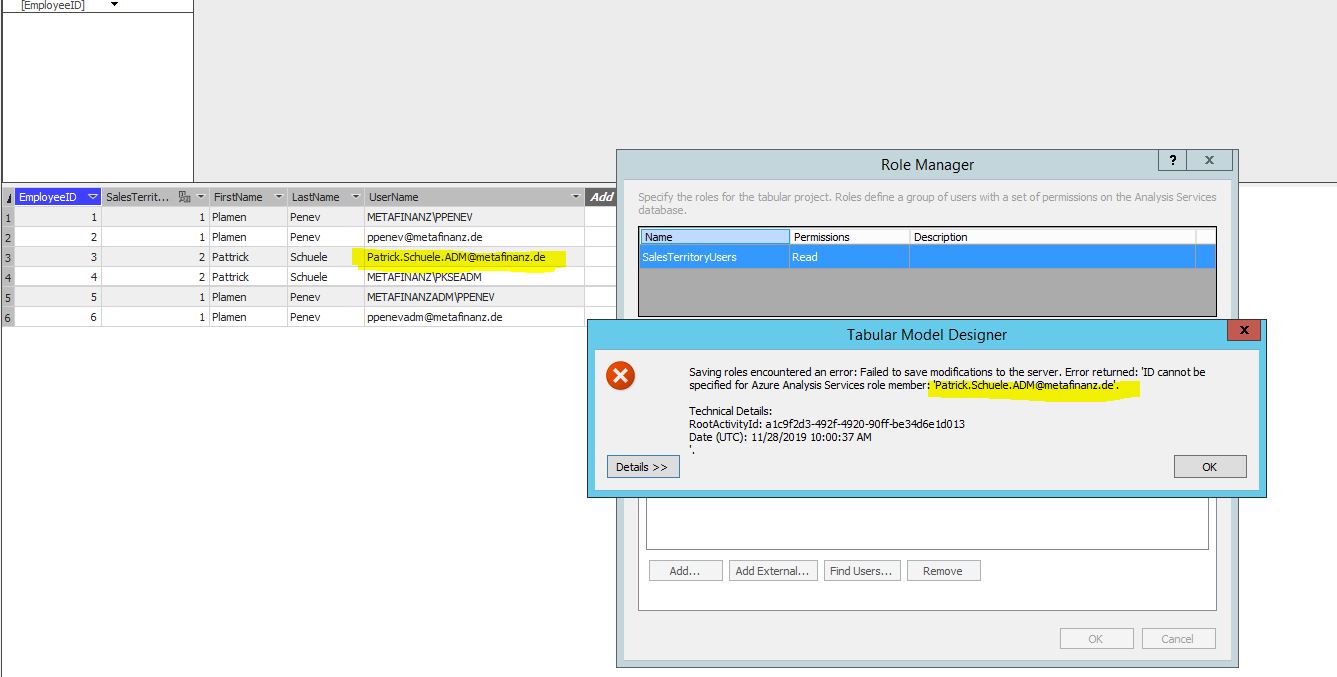 [EmployeeID]
EmployeeID SalesTerrit... FirstName LastName UserName Add
1 1 1 Plamen Penev METAFINANZ\PPENEV
2 2 1 Plamen Penev ppenev@metafinanz.de
3 3 2 Pattrick Schuele Patrick.Schuele.ADM@metafinanz.de
4 4 2 Pattrick Schuele METAFINANZ\PKSEADM
5 5 1 Plamen Penev METAFINANZADM\PPENEV
6 6 1 Plamen Penev ppenevadm@metafinanz.de
Role Manager
? X
Specify the roles for the tabular project. Roles define a group of users with a set of permissions on the Analysis Services
database.
Name Permissions Description
SalesTerritoryUsers Read
Tabular Model Designer
X
Saving roles encountered an error: Failed to save modifications to the server. Error returned: 'ID cannot be
specified for Azure Analysis Services role member: 'Patrick.Schuele.ADM@metafinanz.de'.
Technical Details:
RootActivityId: a1c9f2d3-492f-4920-90ff-be34d6e1d013
Date (UTC): 11/28/2019 10:00:37 AM
'.
Details >> OK
Add... Add External... Find Users... Remove
OK Cancel